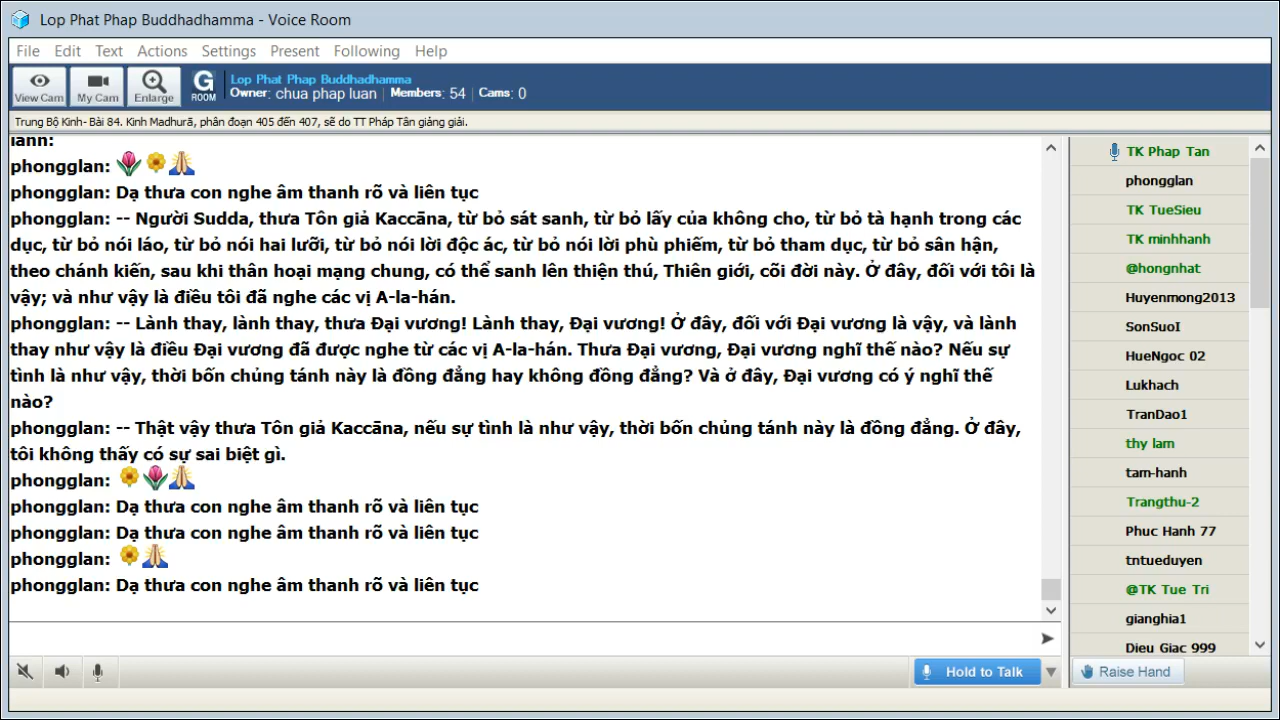 Lop Phat Phap Buddhadhamma - Voice Room
File Edit Text Actions Settings Present Following Help
View Cam My Cam Enlarge G ROOM
Lop Phat Phap Buddhadhamma
Owner: chua phap luan | Members: 54 | Cams: 0
Trung Bộ Kinh- Bài 84. Kinh Madhurā, phân đoạn 405 đến 407, sẽ do TT Pháp Tân giảng giải.
lành:
phongglan: 🌷🌼🙏
phongglan: Dạ thưa con nghe âm thanh rõ và liên tục
phongglan: -- Người Sudda, thưa Tôn giả Kaccāna, từ bỏ sát sanh, từ bỏ lấy của không cho, từ bỏ tà hạnh trong các
dục, từ bỏ nói láo, từ bỏ nói hai lưỡi, từ bỏ nói lời độc ác, từ bỏ nói lời phù phiếm, từ bỏ tham dục, từ bỏ sân hận,
theo chánh kiến, sau khi thân hoại mạng chung, có thể sanh lên thiện thú, Thiên giới, cõi đời này. Ở đây, đối với tôi là
vậy; và như vậy là điều tôi đã nghe các vị A-la-hán.
phongglan: -- Lành thay, lành thay, thưa Đại vương! Lành thay, Đại vương! Ở đây, đối với Đại vương là vậy, và lành
thay như vậy là điều Đại vương đã được nghe từ các vị A-la-hán. Thưa Đại vương, Đại vương nghĩ thế nào? Nếu sự
tình là như vậy, thời bốn chủng tánh này là đồng đẳng hay không đồng đẳng? Và ở đây, Đại vương có ý nghĩ thế
nào?
phongglan: -- Thật vậy thưa Tôn giả Kaccāna, nếu sự tình là như vậy, thời bốn chủng tánh này là đồng đẳng. Ở đây,
tôi không thấy có sự sai biệt gì.
phongglan: 🌼🌷🙏
phongglan: Dạ thưa con nghe âm thanh rõ và liên tục
phongglan: Dạ thưa con nghe âm thanh rõ và liên tục
phongglan: 🌼🙏
phongglan: Dạ thưa con nghe âm thanh rõ và liên tục
TK Phap Tan
phongglan
TK TueSieu
TK minhhanh
@hongnhat
Huyenmong2013
SonSuoI
HueNgoc 02
Lukhach
TranDao1
thy lam
tam-hanh
Trangthu-2
Phuc Hanh 77
tntueduyen
@TK Tue Tri
gianghia1
Dieu Giac 999
Hold to Talk
Raise Hand